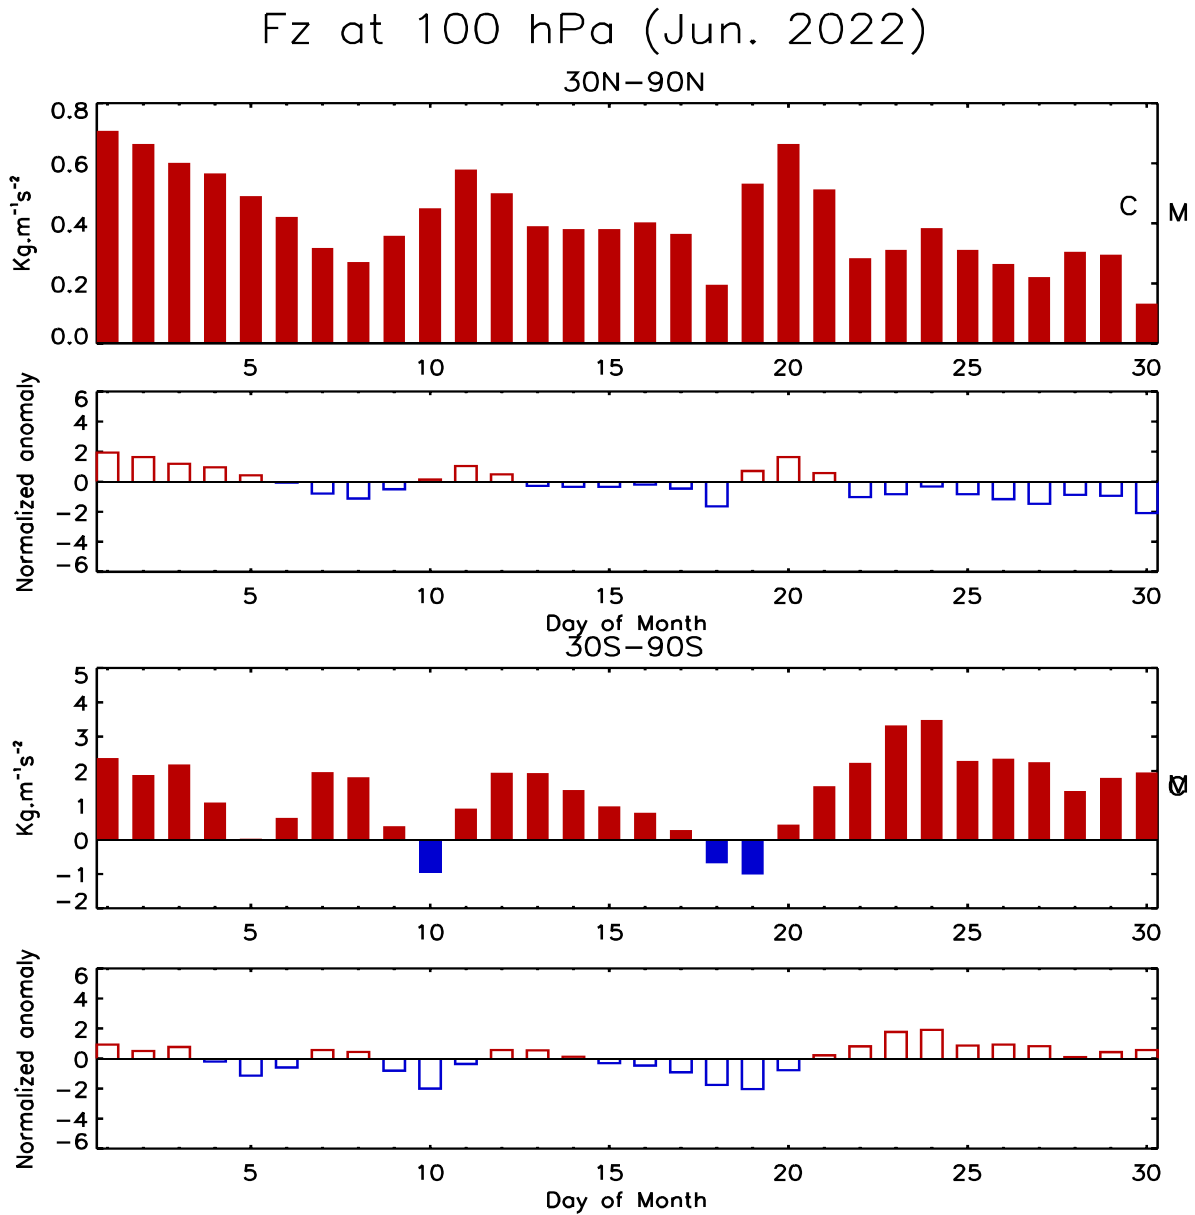 Fz at 100 hPa (Jun. 2022)
30N−90N
Kg.m⁻¹s⁻²
0.8
0.6
0.4
0.2
0.0
C
M
5 10 15 20 25 30
Normalized anomaly
6
4
2
0
−2
−4
−6
5 10 15 20 25 30
Day of Month
30S−90S
Kg.m⁻¹s⁻²
5
4
3
2
1
0
−1
−2
M
C
5 10 15 20 25 30
Normalized anomaly
6
4
2
0
−2
−4
−6
5 10 15 20 25 30
Day of Month